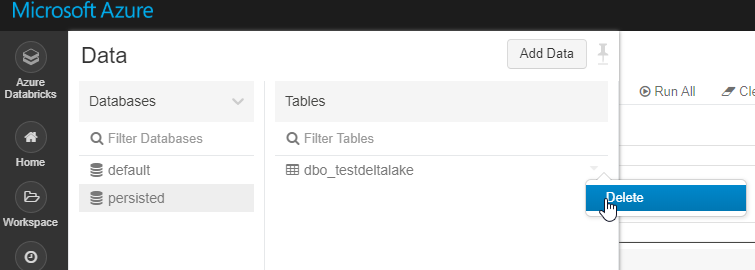 Microsoft Azure
Data
Add Data
Azure
Databricks
Home
Workspace
Databases
Filter Databases
default
persisted
Tables
Filter Tables
dbo_testdeltalake
Delete
Run All
Cle